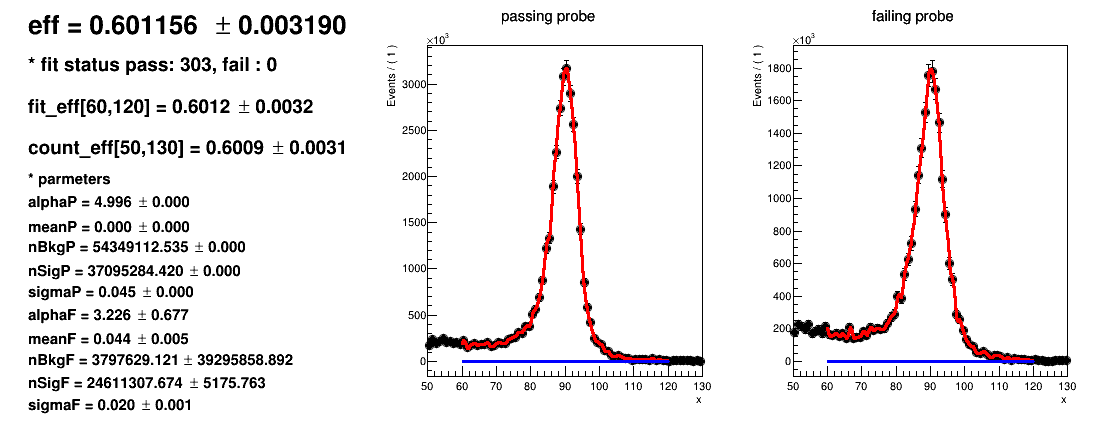 eff = 0.601156 ± 0.003190
* fit status pass: 303, fail : 0
fit_eff[60,120] = 0.6012 ± 0.0032
count_eff[50,130] = 0.6009 ± 0.0031
* parmeters
alphaP = 4.996 ± 0.000
meanP = 0.000 ± 0.000
nBkgP = 54349112.535 ± 0.000
nSigP = 37095284.420 ± 0.000
sigmaP = 0.045 ± 0.000
alphaF = 3.226 ± 0.677
meanF = 0.044 ± 0.005
nBkgF = 3797629.121 ± 39295858.892
nSigF = 24611307.674 ± 5175.763
sigmaF = 0.020 ± 0.001
passing probe
×10³
Events / ( 1 )
3000
2500
2000
1500
1000
500
0
50 60 70 80 90 100 110 120 130
x
failing probe
×10³
Events / ( 1 )
1800
1600
1400
1200
1000
800
600
400
200
0
50 60 70 80 90 100 110 120 130
x